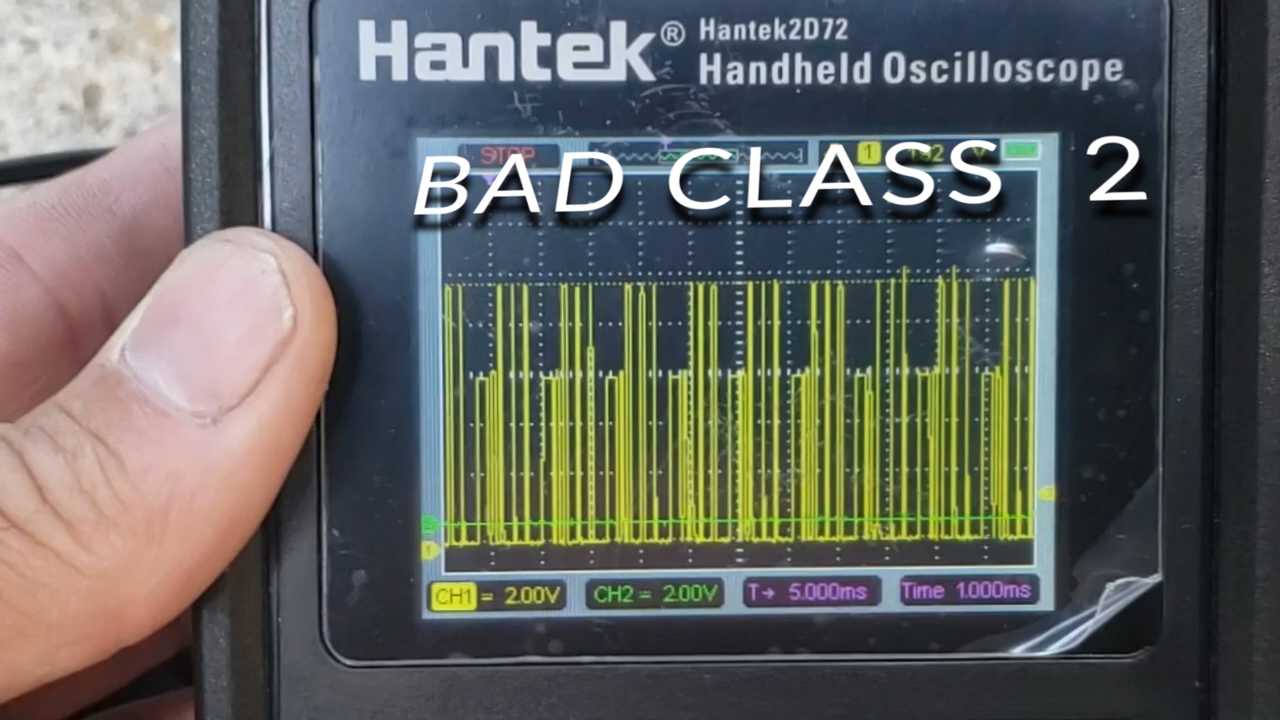 Hantek® Hantek2D72
Handheld Oscilloscope
STOP 1
BAD CLASS 2
CH1 = 2.00V CH2 = 2.00V T→ 5.000ms Time 1.000ms